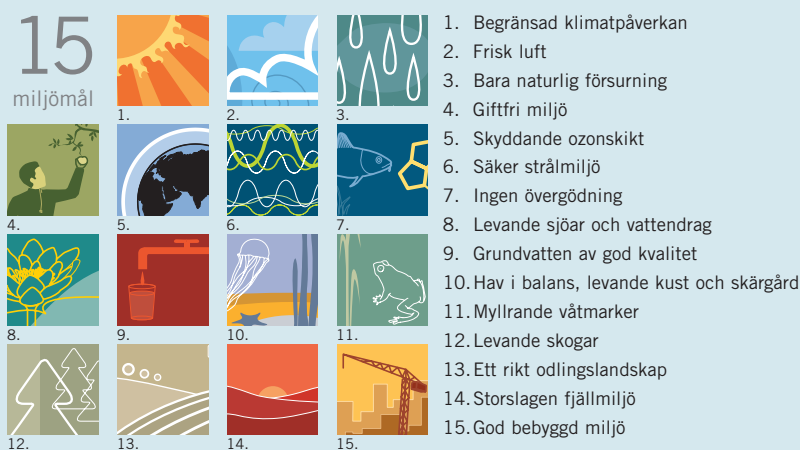 15
miljömål
1.
2.
3.
4.
5.
6.
7.
8.
9.
10.
11.
12.
13.
14.
15.
1. Begränsad klimatpåverkan
2. Frisk luft
3. Bara naturlig försurning
4. Giftfri miljö
5. Skyddande ozonskikt
6. Säker strålmiljö
7. Ingen övergödning
8. Levande sjöar och vattendrag
9. Grundvatten av god kvalitet
10. Hav i balans, levande kust och skärgård
11. Myllrande våtmarker
12. Levande skogar
13. Ett rikt odlingslandskap
14. Storslagen fjällmiljö
15. God bebyggd miljö